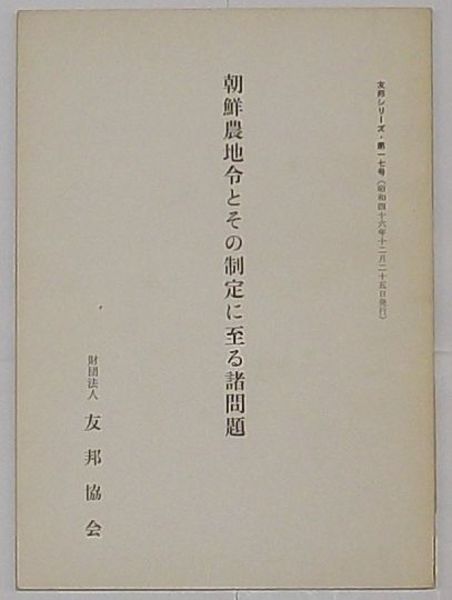 友邦シリーズ・第一七号(昭和四十六年十二月二十五日発行)
朝鮮農地令とその制定に至る諸問題
財団法人 友邦協会